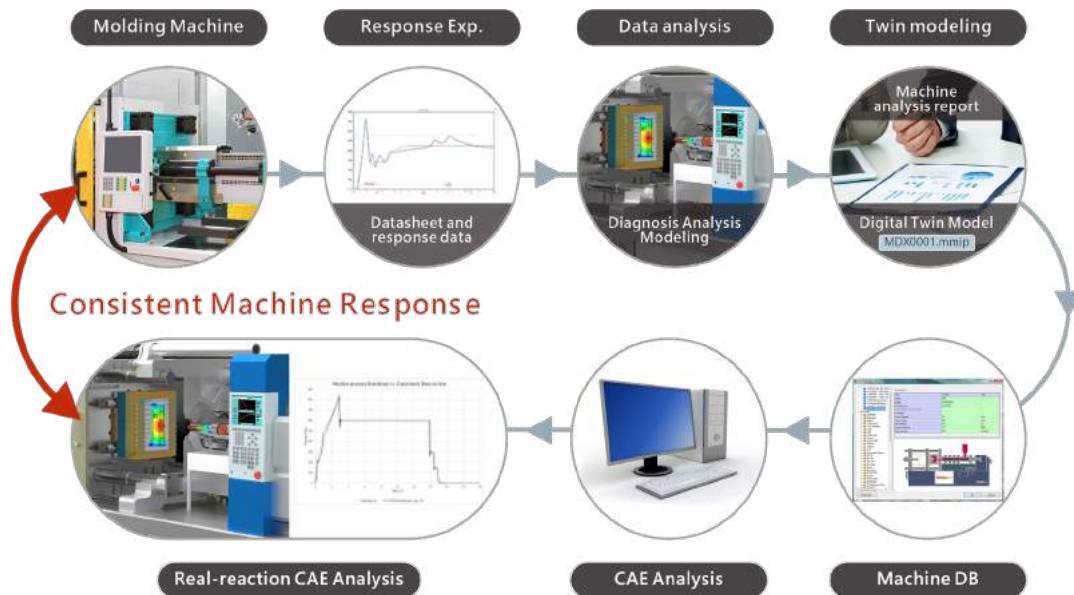 Molding Machine
Response Exp.
Data analysis
Twin modeling
Machine
analysis report
Datasheet and
response data
Diagnosis Analysis
Modeling
Digital Twin Model
MDX0001.mmip
Consistent Machine Response
Real-reaction CAE Analysis
CAE Analysis
Machine DB